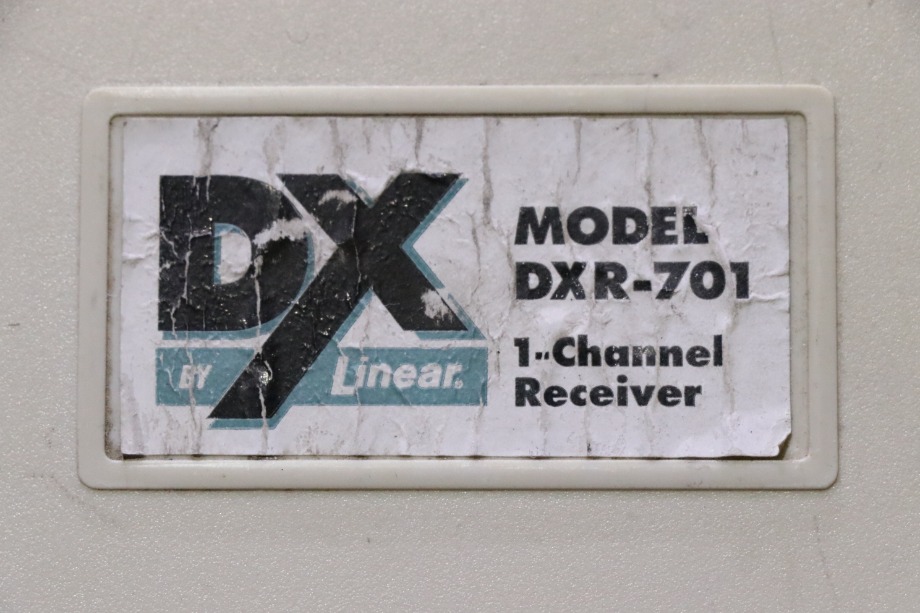 DX
BY Linear®
MODEL
DXR-701
1-Channel
Receiver